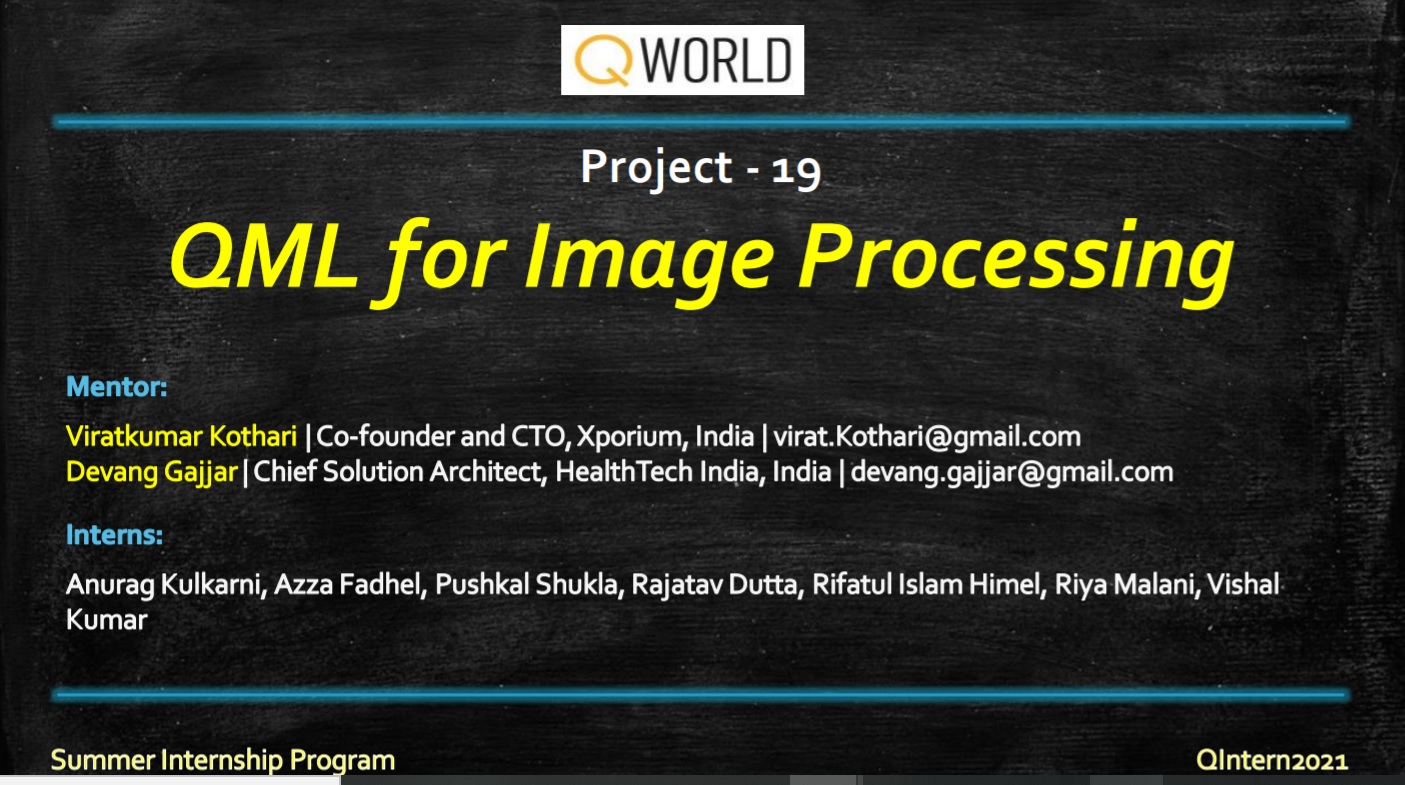 QWORLD
Project - 19
QML for Image Processing
Mentor:
Viratkumar Kothari | Co-founder and CTO, Xporium, India | virat.Kothari@gmail.com
Devang Gajjar | Chief Solution Architect, HealthTech India, India | devang.gajjar@gmail.com
Interns:
Anurag Kulkarni, Azza Fadhel, Pushkal Shukla, Rajatav Dutta, Rifatul Islam Himel, Riya Malani, Vishal
Kumar
Summer Internship Program
QIntern2021